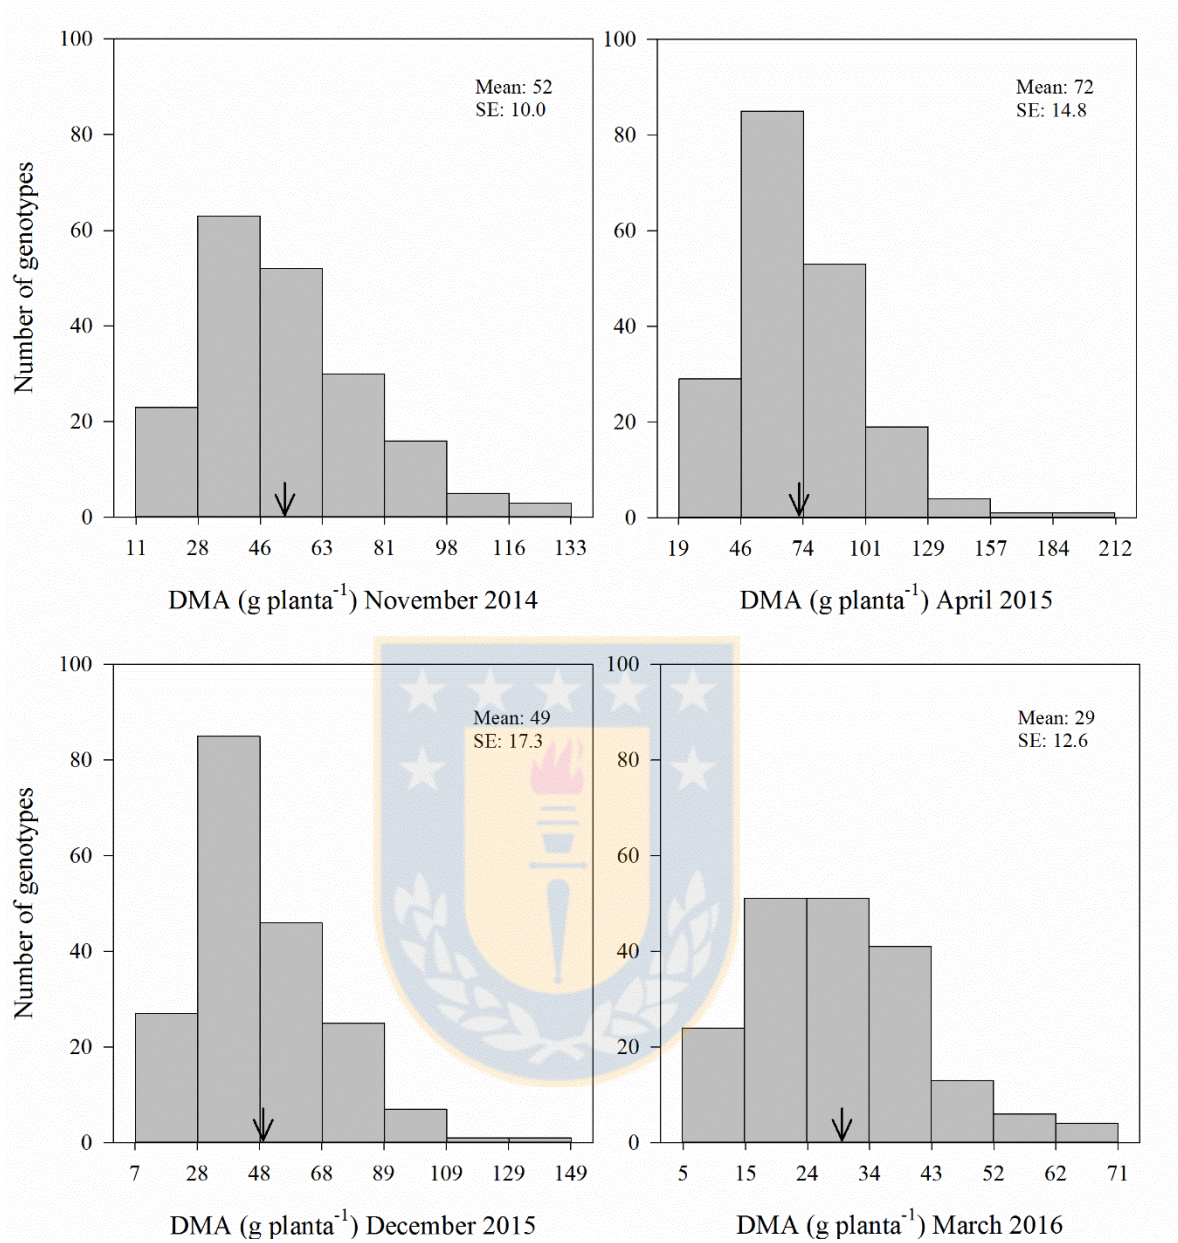 100
80
60
40
20
0
Number of genotypes
Mean: 52
SE: 10.0
11 28 46 63 81 98 116 133
DMA (g planta-1) November 2014
100
80
60
40
20
0
Mean: 72
SE: 14.8
19 46 74 101 129 157 184 212
DMA (g planta-1) April 2015
100
80
60
40
20
0
Number of genotypes
Mean: 49
SE: 17.3
7 28 48 68 89 109 129 149
DMA (g planta-1) December 2015
100
80
60
40
20
0
Mean: 29
SE: 12.6
5 15 24 34 43 52 62 71
DMA (g planta-1) March 2016